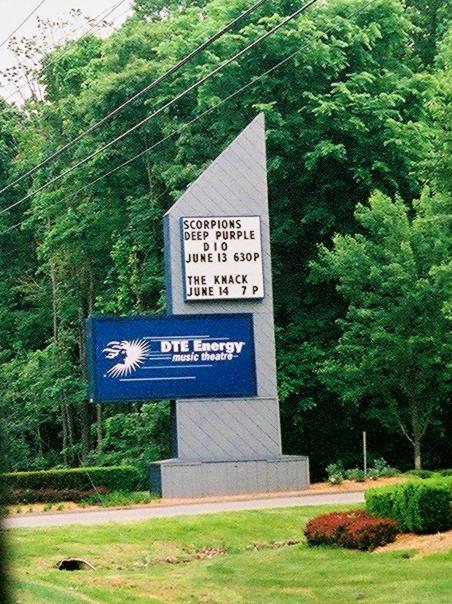 SCORPIONS
DEEP PURPLE
DIO
JUNE 13 630P
THE KNACK
JUNE 14 7 P
DTE Energy
music theatre